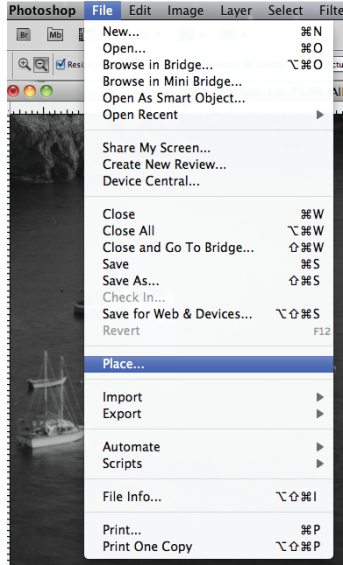 Photoshop File Edit Image Layer Select Filte
Br Mb
Resi
New... ⌘N
Open... ⌘O
Browse in Bridge... ⌥⌘O
Browse in Mini Bridge...
Open As Smart Object...
Open Recent ▶
Share My Screen...
Create New Review...
Device Central...
Close ⌘W
Close All ⌥⌘W
Close and Go To Bridge... ⇧⌘W
Save ⌘S
Save As... ⇧⌘S
Check In...
Save for Web & Devices... ⌥⇧⌘S
Revert F12
Place...
Import ▶
Export ▶
Automate ▶
Scripts ▶
File Info... ⌥⇧⌘I
Print... ⌘P
Print One Copy ⌥⇧⌘P